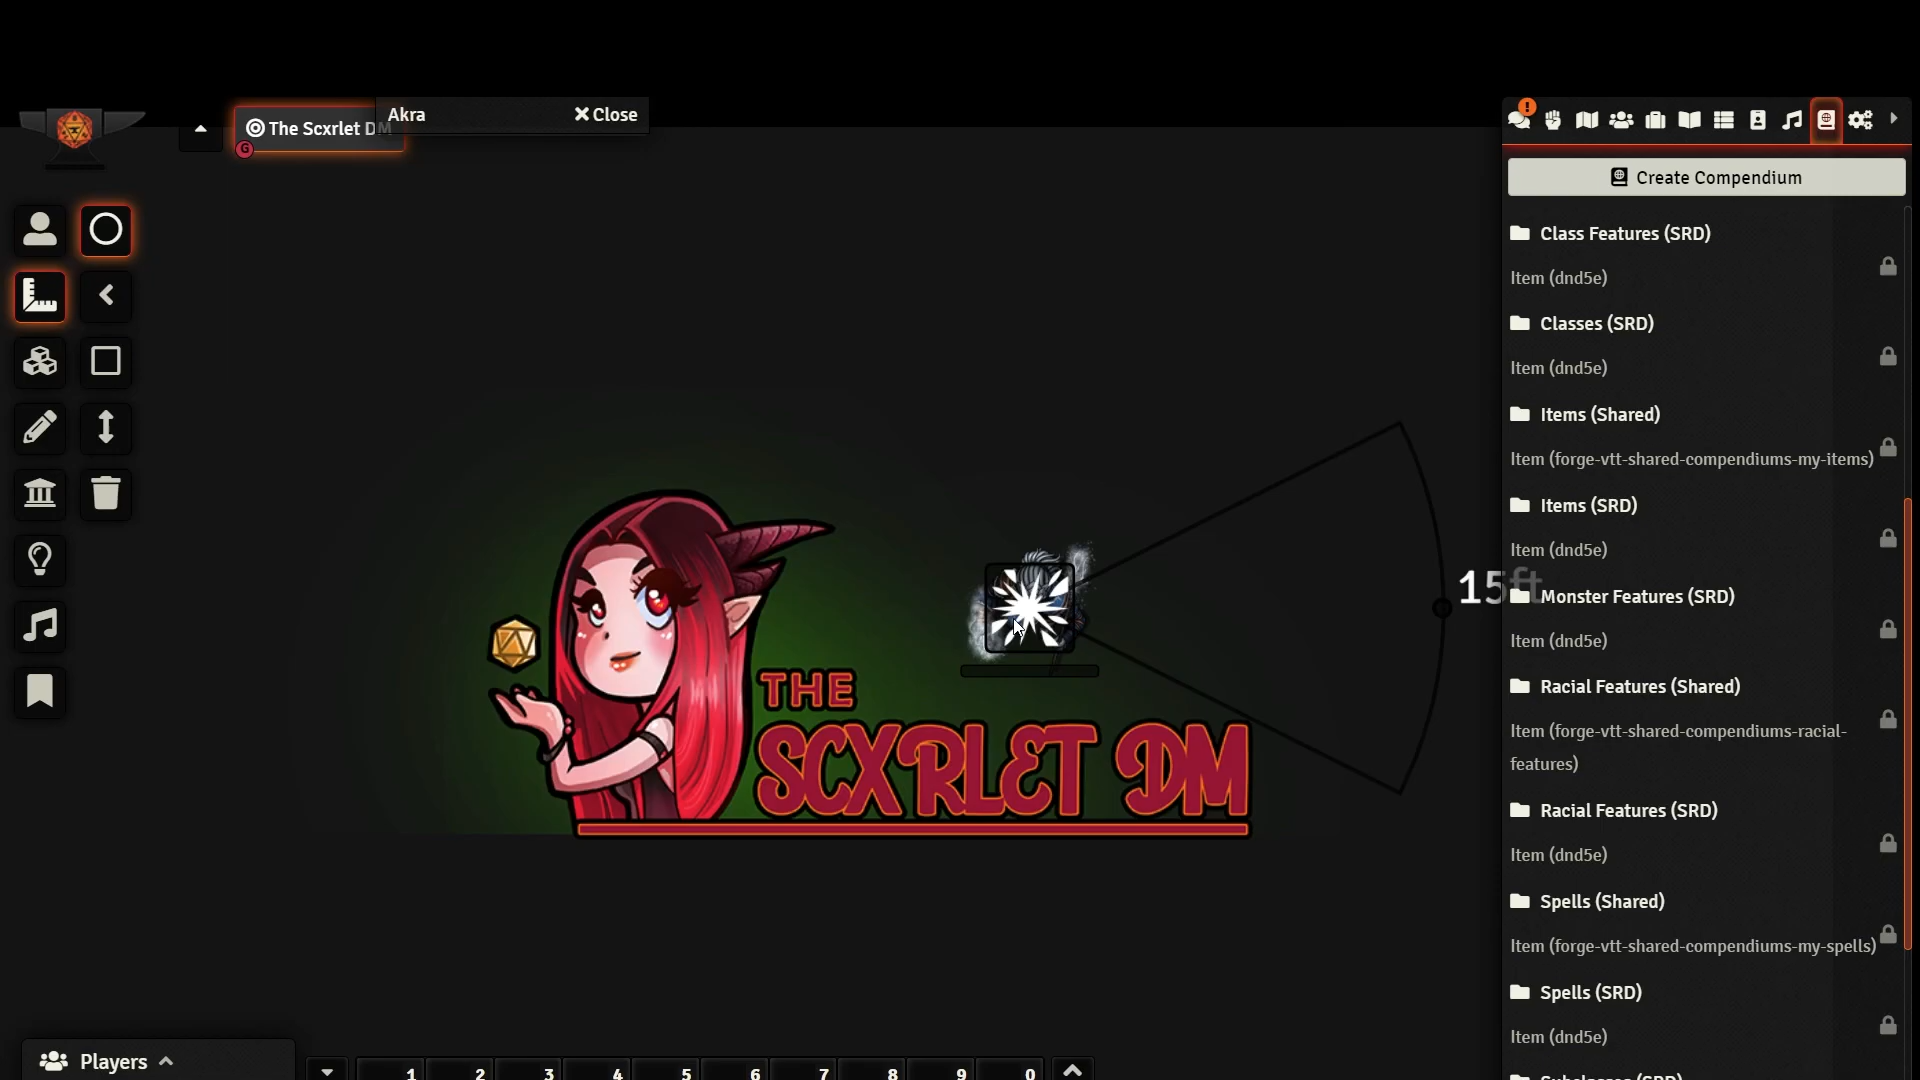 The Scxrlet DM
G
Akra
Close
Create Compendium
Class Features (SRD)
Item (dnd5e)
Classes (SRD)
Item (dnd5e)
Items (Shared)
Item (forge-vtt-shared-compendiums-my-items)
Items (SRD)
Item (dnd5e)
15ft
Monster Features (SRD)
Item (dnd5e)
Racial Features (Shared)
Item (forge-vtt-shared-compendiums-racial-
features)
Racial Features (SRD)
Item (dnd5e)
Spells (Shared)
Item (forge-vtt-shared-compendiums-my-spells)
Spells (SRD)
Item (dnd5e)
Subclasses (SRD)
THE
SCXRLET DM
Players
1 2 3 4 5 6 7 8 9 0